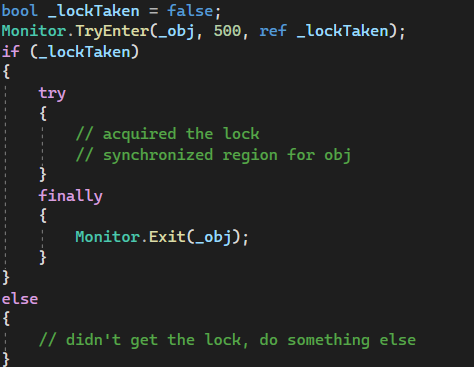 bool _lockTaken = false;
Monitor.TryEnter(_obj, 500, ref _lockTaken);
if (_lockTaken)
{
    try
    {
        // acquired the lock
        // synchronized region for obj
    }
    finally
    {
        Monitor.Exit(_obj);
    }
}
else
{
    // didn't get the lock, do something else
}